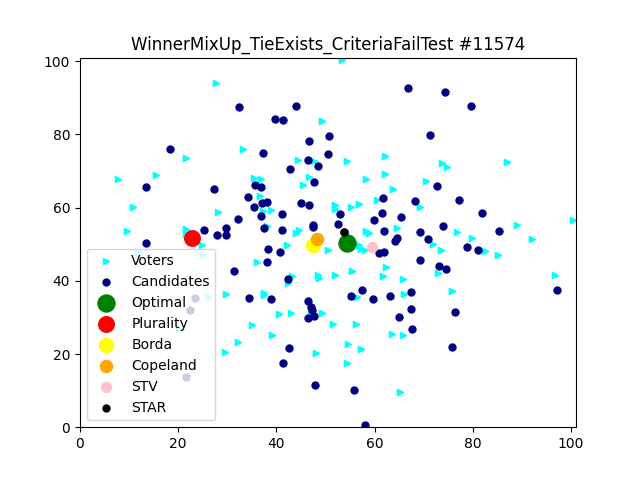 WinnerMixUp_TieExists_CriteriaFailTest #11574
100
80
60
40
20
0
0 20 40 60 80 100
Voters
Candidates
Optimal
Plurality
Borda
Copeland
STV
STAR